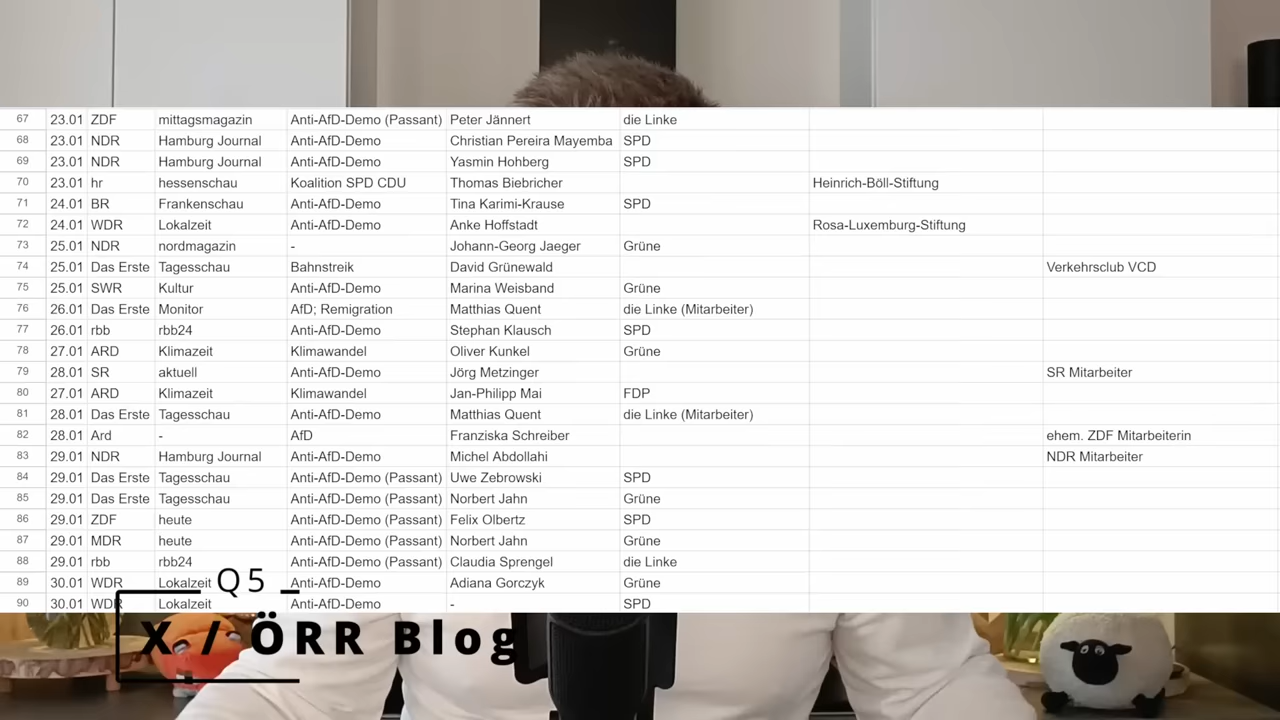 67 23.01 ZDF mittagsmagazin Anti-AfD-Demo (Passant) Peter Jännert die Linke
68 23.01 NDR Hamburg Journal Anti-AfD-Demo Christian Pereira Mayemba SPD
69 23.01 NDR Hamburg Journal Anti-AfD-Demo Yasmin Hohberg SPD
70 23.01 hr hessenschau Koalition SPD CDU Thomas Biebricher Heinrich-Böll-Stiftung
71 24.01 BR Frankenschau Anti-AfD-Demo Tina Karimi-Krause SPD
72 24.01 WDR Lokalzeit Anti-AfD-Demo Anke Hoffstadt Rosa-Luxemburg-Stiftung
73 25.01 NDR nordmagazin - Johann-Georg Jaeger Grüne
74 25.01 Das Erste Tagesschau Bahnstreik David Grünewald Verkehrsclub VCD
75 25.01 SWR Kultur Anti-AfD-Demo Marina Weisband Grüne
76 26.01 Das Erste Monitor AfD; Remigration Matthias Quent die Linke (Mitarbeiter)
77 26.01 rbb rbb24 Anti-AfD-Demo Stephan Klausch SPD
78 27.01 ARD Klimazeit Klimawandel Oliver Kunkel Grüne
79 28.01 SR aktuell Anti-AfD-Demo Jörg Metzinger SR Mitarbeiter
80 27.01 ARD Klimazeit Klimawandel Jan-Philipp Mai FDP
81 28.01 Das Erste Tagesschau Anti-AfD-Demo Matthias Quent die Linke (Mitarbeiter)
82 28.01 Ard - AfD Franziska Schreiber ehem. ZDF Mitarbeiterin
83 29.01 NDR Hamburg Journal Anti-AfD-Demo Michel Abdollahi NDR Mitarbeiter
84 29.01 Das Erste Tagesschau Anti-AfD-Demo (Passant) Uwe Zebrowski SPD
85 29.01 Das Erste Tagesschau Anti-AfD-Demo (Passant) Norbert Jahn Grüne
86 29.01 ZDF heute Anti-AfD-Demo (Passant) Felix Olbertz SPD
87 29.01 MDR heute Anti-AfD-Demo (Passant) Norbert Jahn Grüne
88 29.01 rbb rbb24 Anti-AfD-Demo (Passant) Claudia Sprengel die Linke
89 30.01 WDR Lokalzeit Anti-AfD-Demo Adiana Gorczyk Grüne
90 30.01 WDR Lokalzeit Anti-AfD-Demo - SPD
Q5
X / ÖRR Blog